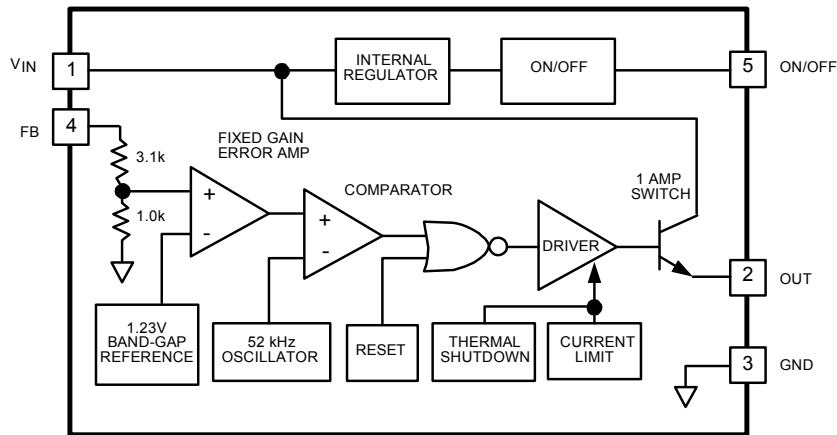 VIN
1
INTERNAL
REGULATOR
ON/OFF
5
ON/OFF
FB
4
3.1k
1.0k
FIXED GAIN
ERROR AMP
+
-
COMPARATOR
+
-
DRIVER
1 AMP
SWITCH
2
OUT
1.23V
BAND-GAP
REFERENCE
52 kHz
OSCILLATOR
RESET
THERMAL
SHUTDOWN
CURRENT
LIMIT
3
GND